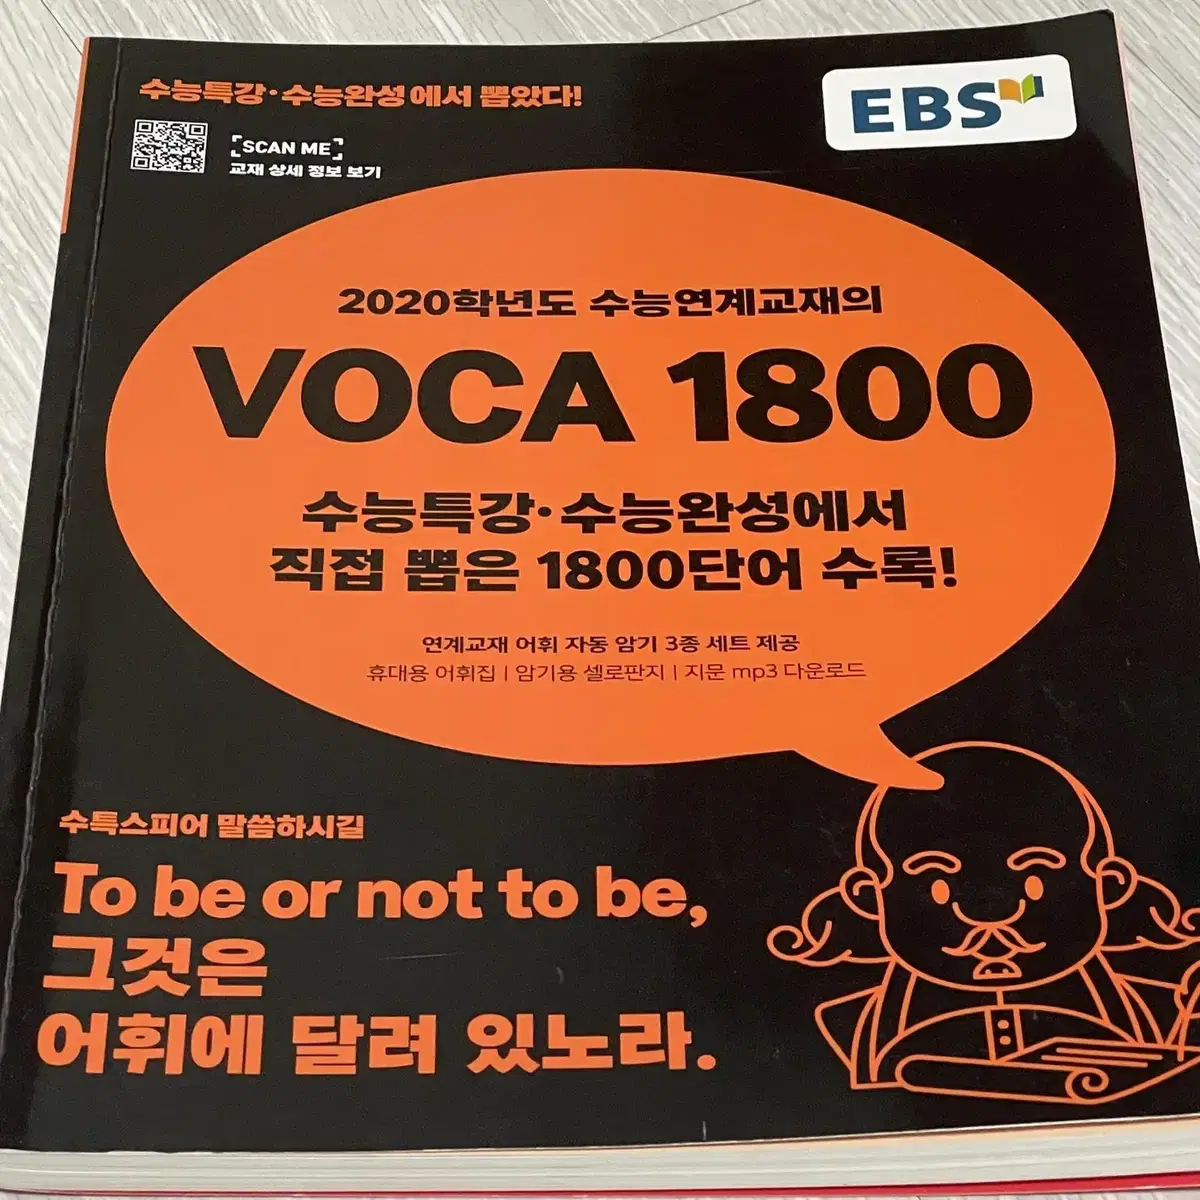 수능특강·수능완성에서 뽑았다!
EBS
[SCAN ME]
교재 상세 정보 보기
2020학년도 수능연계교재의
VOCA 1800
수능특강·수능완성에서
직접 뽑은 1800단어 수록!
연계교재 어휘 자동 암기 3종 세트 제공
휴대용 어휘집 | 암기용 셀로판지 | 지문 mp3 다운로드
수특스피어 말씀하시길
To be or not to be,
그것은
어휘에 달려 있노라.